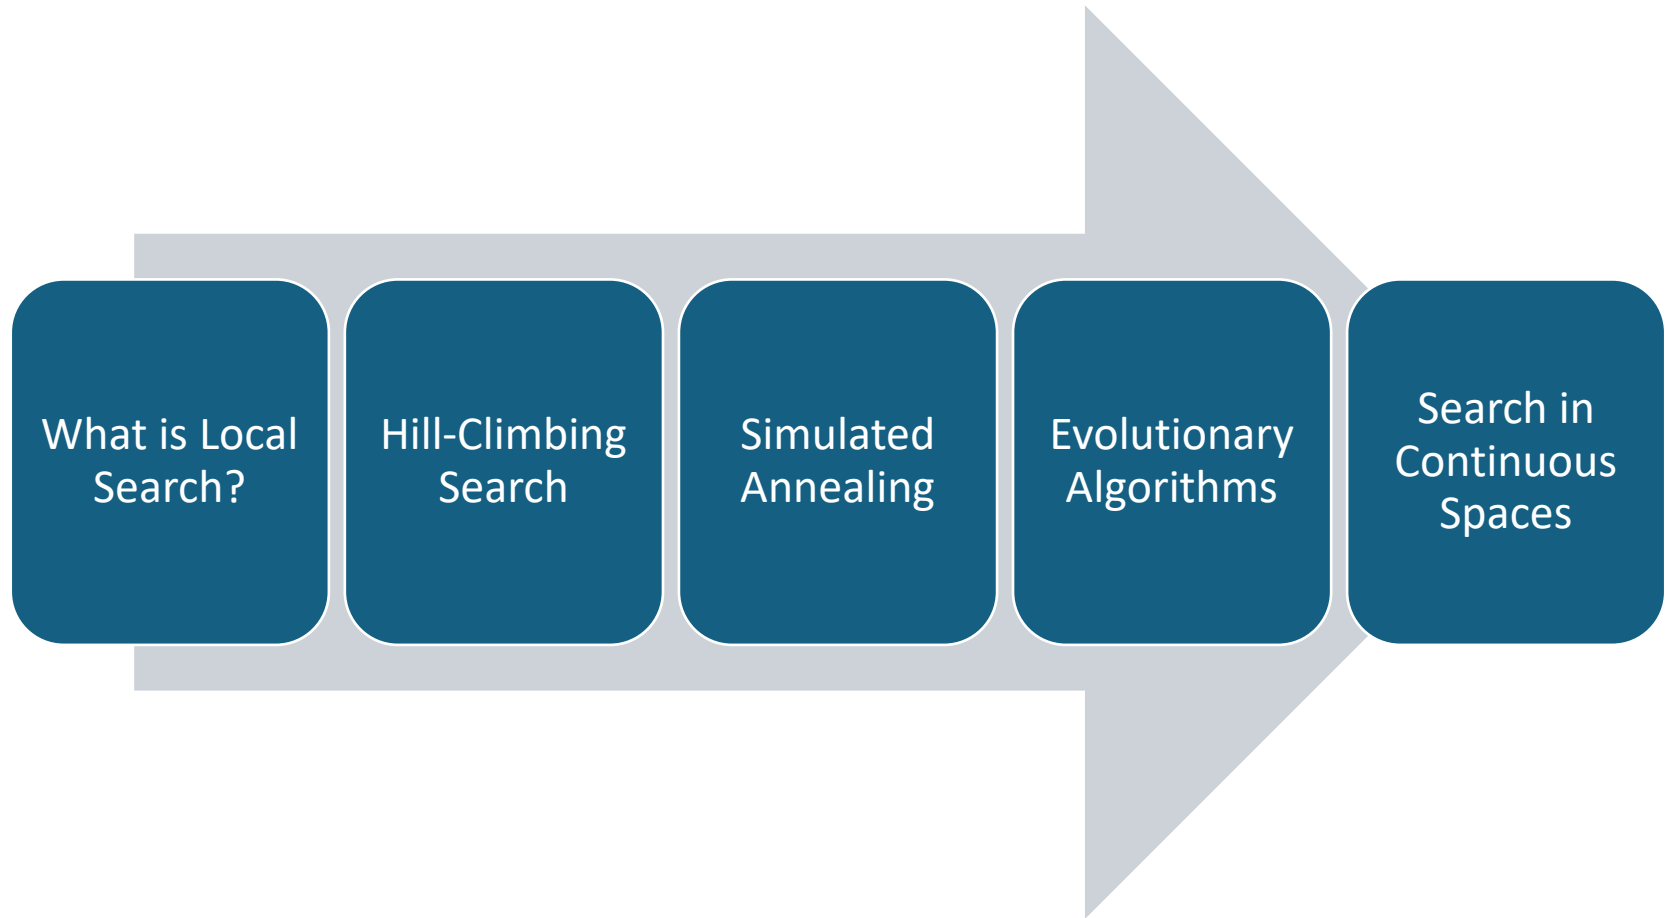 What is Local
Search?
Hill-Climbing
Search
Simulated
Annealing
Evolutionary
Algorithms
Search in
Continuous
Spaces